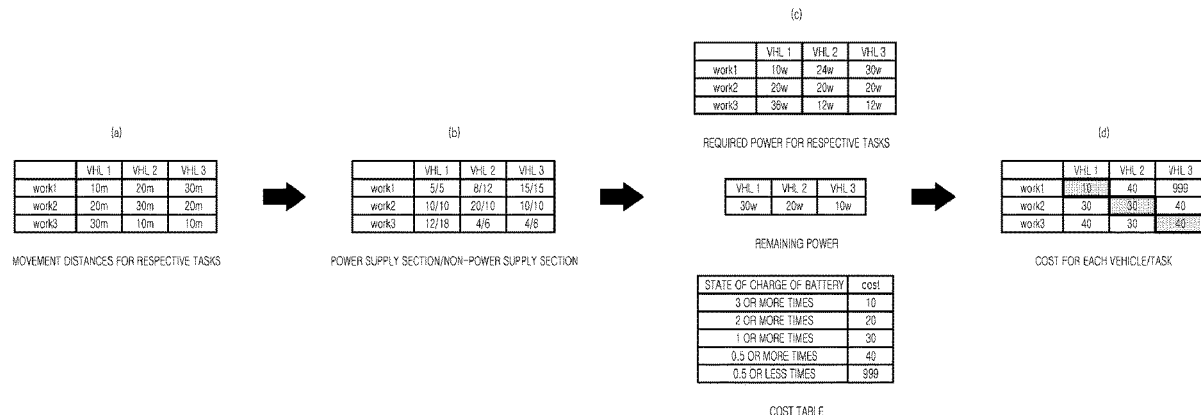 (a)
VHL 1 VHL 2 VHL 3
work1 10m 20m 30m
work2 20m 30m 20m
work3 30m 10m 10m
MOVEMENT DISTANCES FOR RESPECTIVE TASKS
(b)
VHL 1 VHL 2 VHL 3
work1 5/5 8/12 15/15
work2 10/10 20/10 10/10
work3 12/18 4/6 4/6
POWER SUPPLY SECTION/NON-POWER SUPPLY SECTION
(c)
VHL 1 VHL 2 VHL 3
work1 10w 24w 30w
work2 20w 20w 20w
work3 36w 12w 12w
REQUIRED POWER FOR RESPECTIVE TASKS
VHL 1 VHL 2 VHL 3
30w 20w 10w
REMAINING POWER
STATE OF CHARGE OF BATTERY cost
3 OR MORE TIMES 10
2 OR MORE TIMES 20
1 OR MORE TIMES 30
0.5 OR MORE TIMES 40
0.5 OR LESS TIMES 999
COST TABLE
(d)
VHL 1 VHL 2 VHL 3
work1 10 40 999
work2 30 30 40
work3 40 30 40
COST FOR EACH VEHICLE/TASK